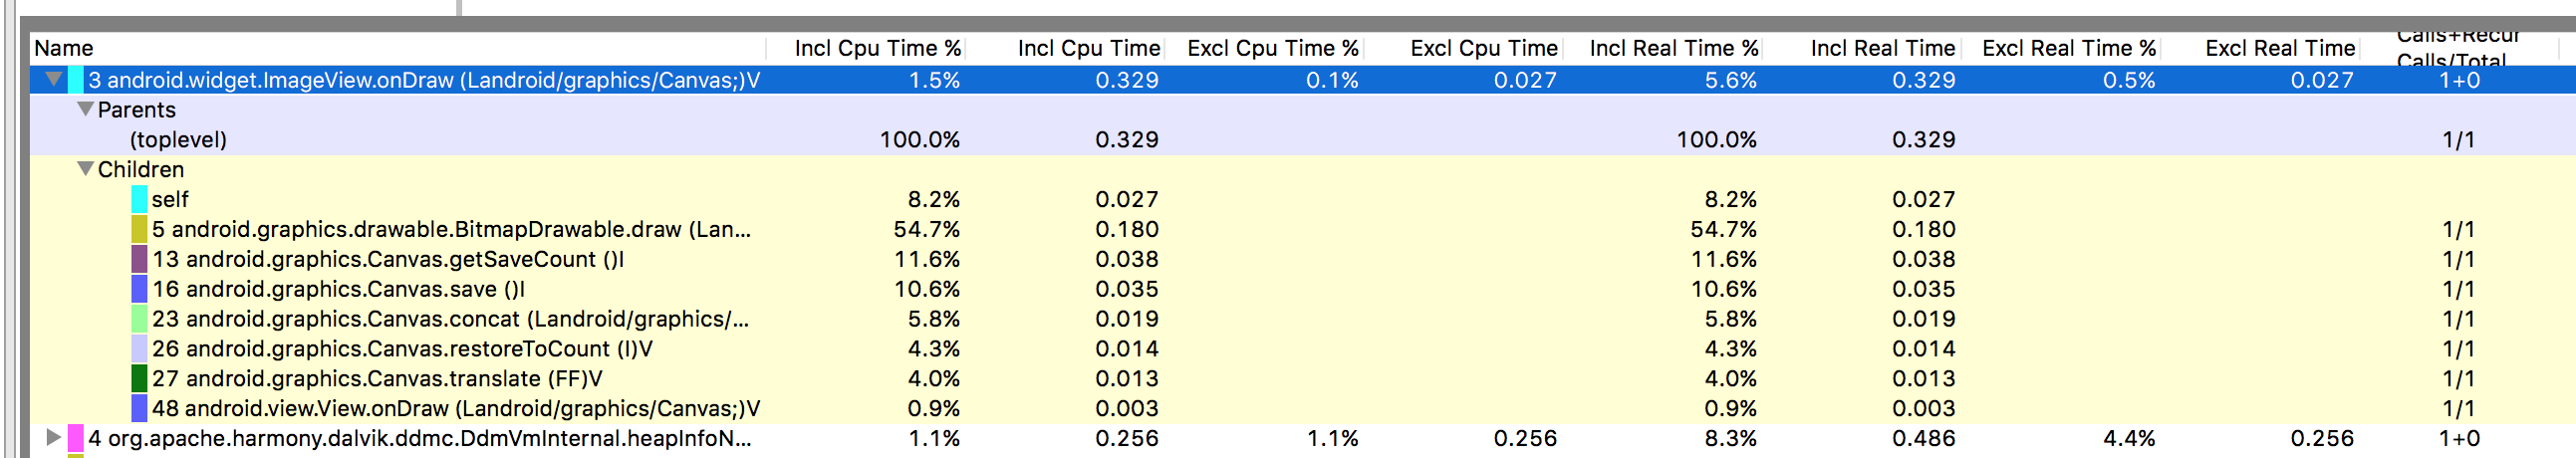 Name Incl Cpu Time % Incl Cpu Time Excl Cpu Time % Excl Cpu Time Incl Real Time % Incl Real Time Excl Real Time % Excl Real Time Calls+Recur
Calls/Total
3 android.widget.ImageView.onDraw (Landroid/graphics/Canvas;)V 1.5% 0.329 0.1% 0.027 5.6% 0.329 0.5% 0.027 1+0
Parents
(toplevel) 100.0% 0.329 100.0% 0.329 1/1
Children
self 8.2% 0.027 8.2% 0.027
5 android.graphics.drawable.BitmapDrawable.draw (Lan... 54.7% 0.180 54.7% 0.180 1/1
13 android.graphics.Canvas.getSaveCount ()I 11.6% 0.038 11.6% 0.038 1/1
16 android.graphics.Canvas.save ()I 10.6% 0.035 10.6% 0.035 1/1
23 android.graphics.Canvas.concat (Landroid/graphics/... 5.8% 0.019 5.8% 0.019 1/1
26 android.graphics.Canvas.restoreToCount (I)V 4.3% 0.014 4.3% 0.014 1/1
27 android.graphics.Canvas.translate (FF)V 4.0% 0.013 4.0% 0.013 1/1
48 android.view.View.onDraw (Landroid/graphics/Canvas;)V 0.9% 0.003 0.9% 0.003 1/1
4 org.apache.harmony.dalvik.ddmc.DdmVmInternal.heapInfoN... 1.1% 0.256 1.1% 0.256 8.3% 0.486 4.4% 0.256 1+0